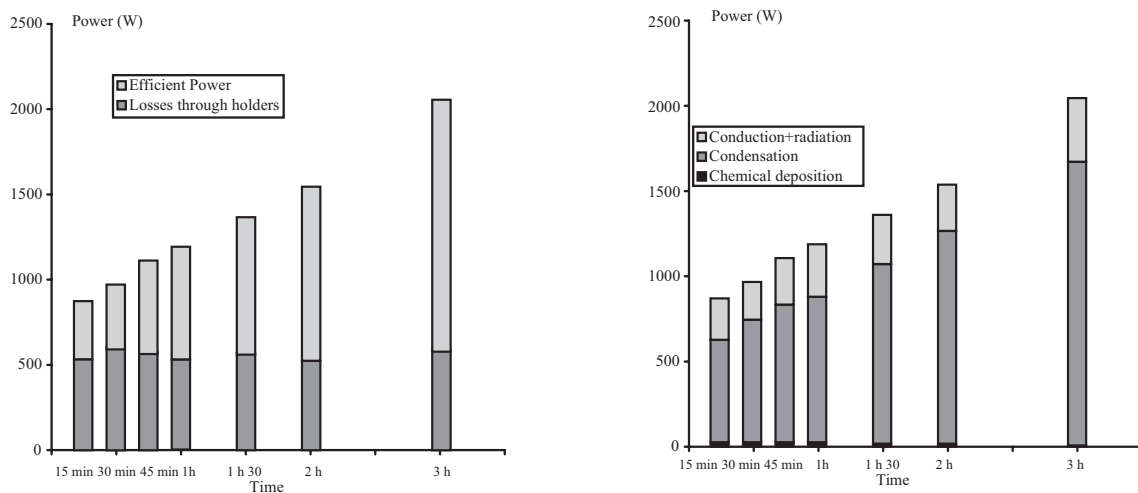 Power (W)
2500
2000
1500
1000
500
0
Efficient Power
Losses through holders
15 min 30 min 45 min 1h 1 h 30 2 h 3 h
Time
Power (W)
2500
2000
1500
1000
500
0
Conduction+radiation
Condensation
Chemical deposition
15 min 30 min 45 min 1h 1 h 30 2 h 3 h
Time